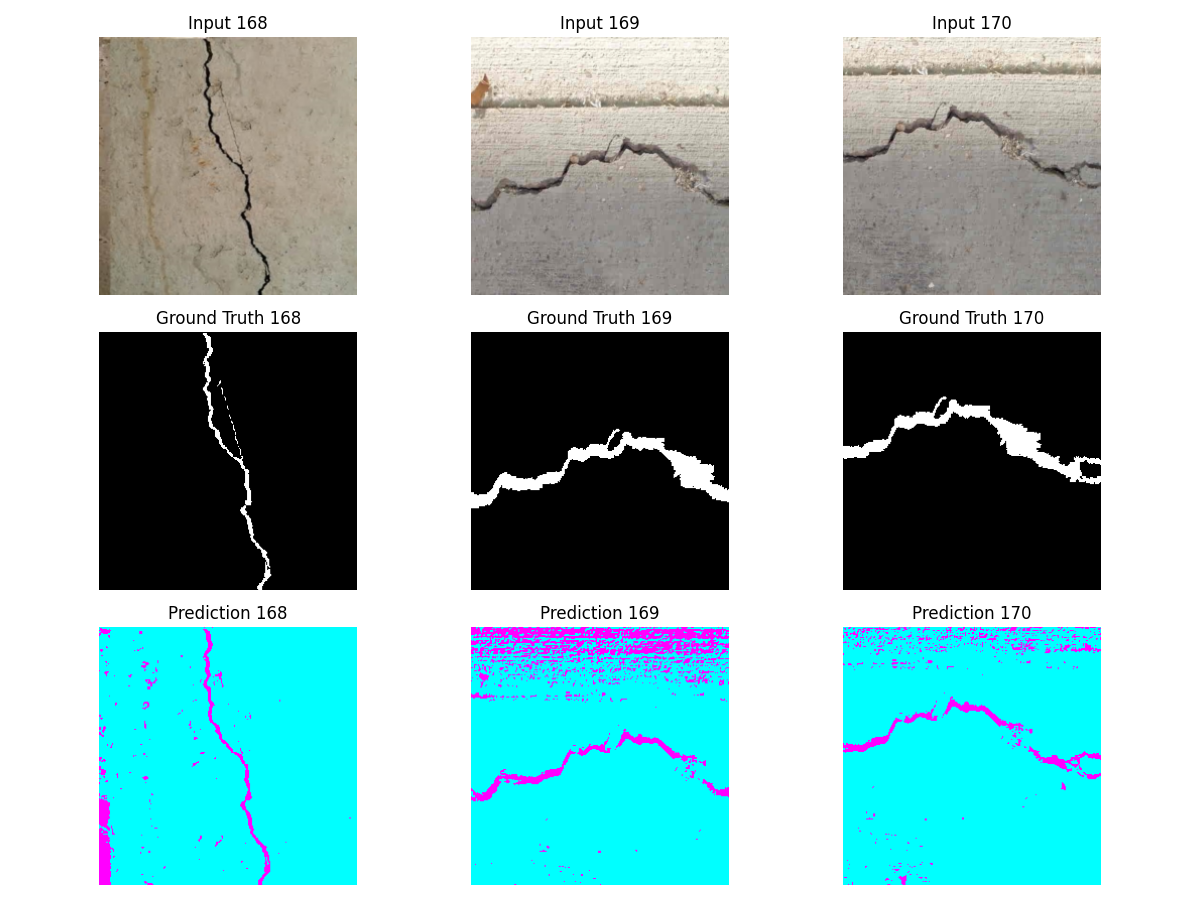 Input 168
Input 169
Input 170
Ground Truth 168
Ground Truth 169
Ground Truth 170
Prediction 168
Prediction 169
Prediction 170